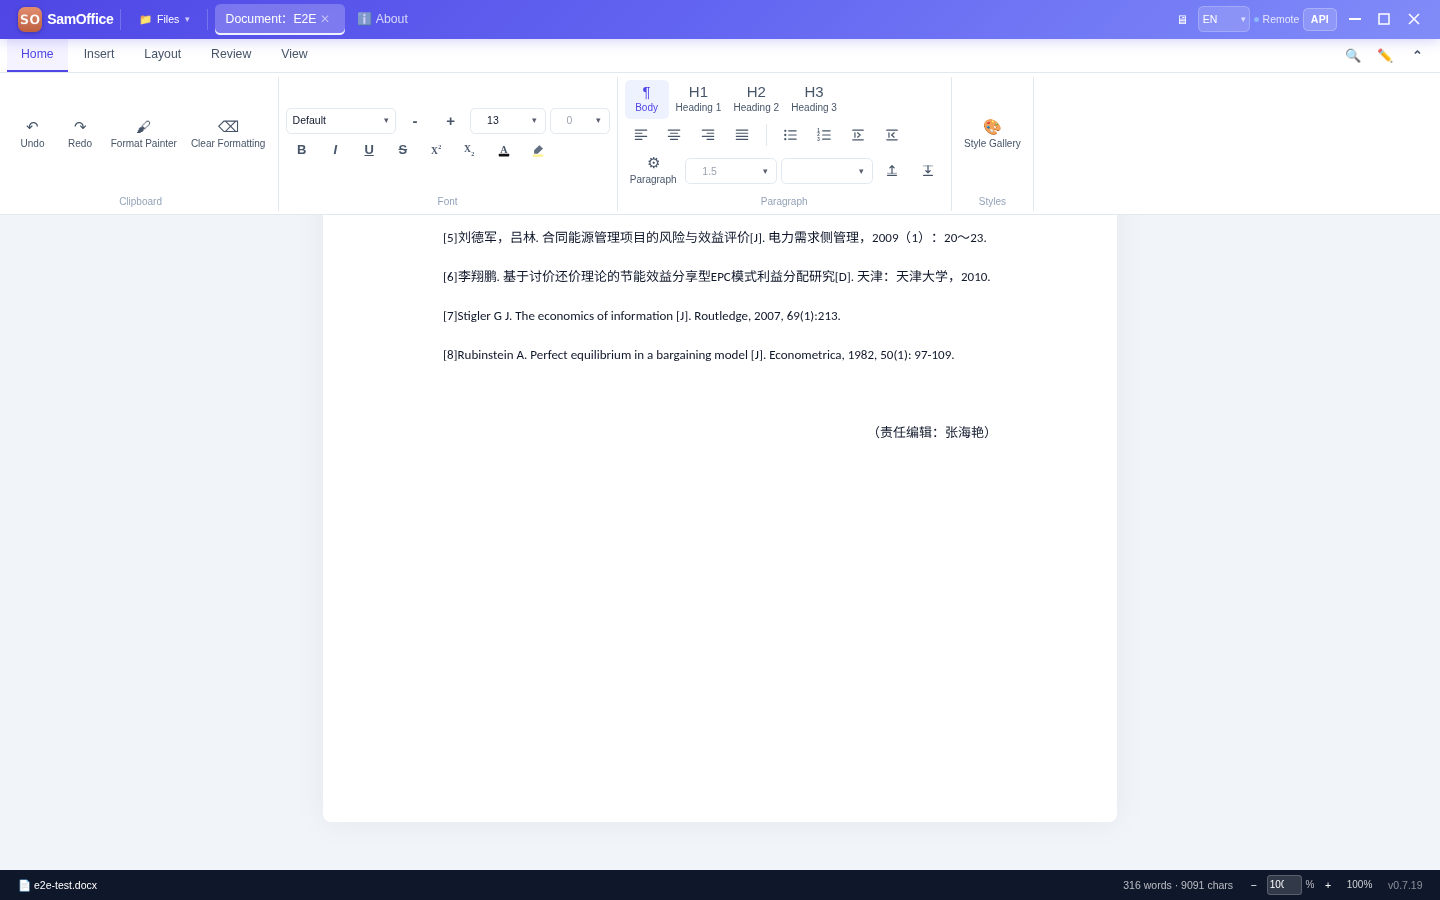 SO SamOffice 📁 Files ▾ Document：E2E ✕ ℹ️ About 🖥 EN ▾ Remote API
Home Insert Layout Review View
↶ Undo ↷ Redo 🖌 Format Painter ⌫ Clear Formatting
Clipboard
Default ▾ - + 13 ▾ 0 ▾
B I U S X² X₂ A
Font
¶ Body H1 Heading 1 H2 Heading 2 H3 Heading 3
⚙ Paragraph 1.5 ▾ ▾
Paragraph
🎨 Style Gallery
Styles
[5]刘德军，吕林. 合同能源管理项目的风险与效益评价[J]. 电力需求侧管理，2009（1）：20～23.
[6]李翔鹏. 基于讨价还价理论的节能效益分享型EPC模式利益分配研究[D]. 天津：天津大学，2010.
[7]Stigler G J. The economics of information [J]. Routledge, 2007, 69(1):213.
[8]Rubinstein A. Perfect equilibrium in a bargaining model [J]. Econometrica, 1982, 50(1): 97-109.
（责任编辑：张海艳）
📄 e2e-test.docx 316 words · 9091 chars − 100 % + 100% v0.7.19